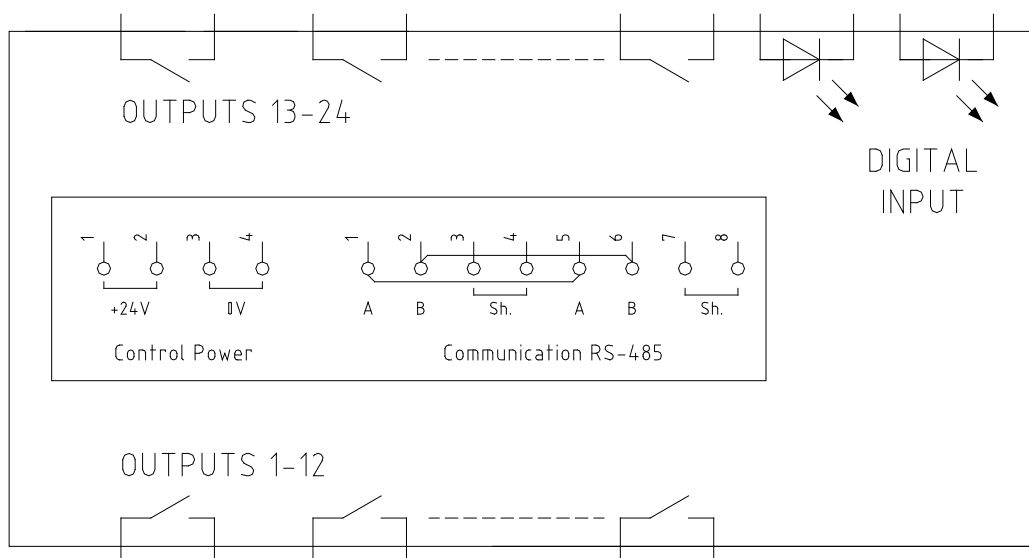 OUTPUTS 13-24
DIGITAL
INPUT
1 2 3 4 1 2 3 4 5 6 7 8
+24V 0V A B Sh. A B Sh.
Control Power Communication RS-485
OUTPUTS 1-12